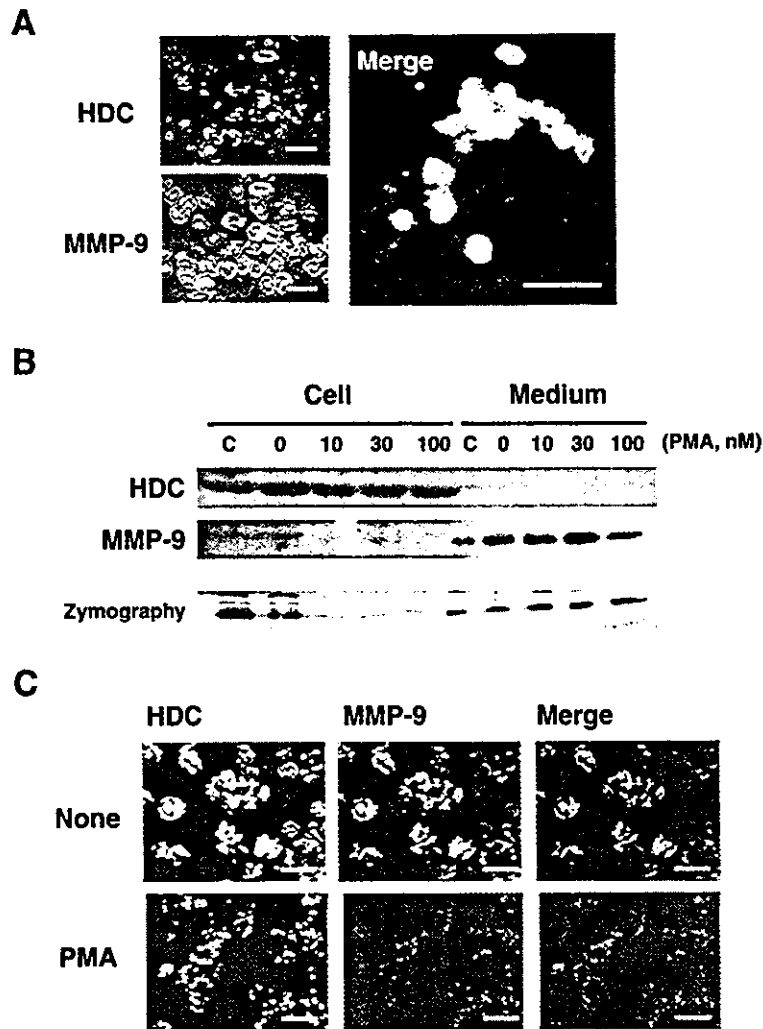 A
HDC
Merge
MMP-9
B
Cell Medium
C 0 10 30 100 C 0 10 30 100 (PMA, nM)
HDC
MMP-9
Zymography
C
HDC MMP-9 Merge
None
PMA